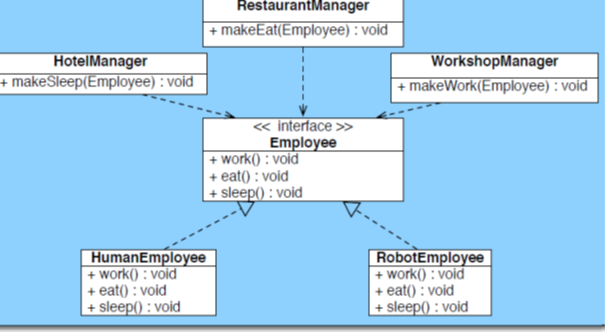 RestaurantManager
+ makeEat(Employee) : void
HotelManager
+ makeSleep(Employee) : void
WorkshopManager
+ makeWork(Employee) : void
<< interface >>
Employee
+ work() : void
+ eat() : void
+ sleep() : void
HumanEmployee
+ work() : void
+ eat() : void
+ sleep() : void
RobotEmployee
+ work() : void
+ eat() : void
+ sleep() : void